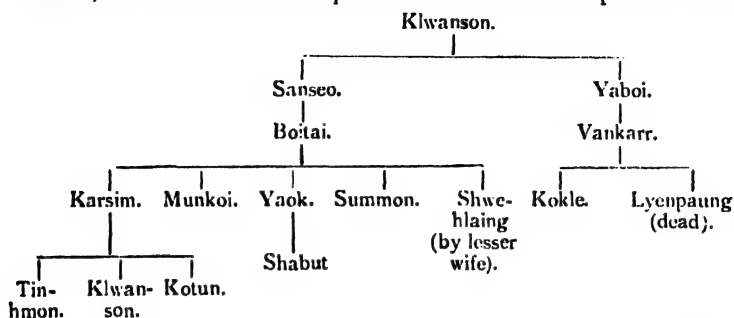 Klwanson.
Sanseo. Yaboi.
Boitai. Vankarr.
Karsim. Munkoi. Yaok. Summon. Shwe- Kokle. Lyenpaung
hlaing (dead).
(by lesser
Shabut wife).
Tin- Klwan- Kotun.
hmon. son.